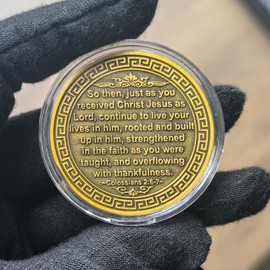 So then, just as you
received Christ Jesus as
Lord, continue to live your
lives in him, rooted and built
up in him, strengthened
in the faith as you were
taught, and overflowing
with thankfulness.
~Colossians 2:6-7~